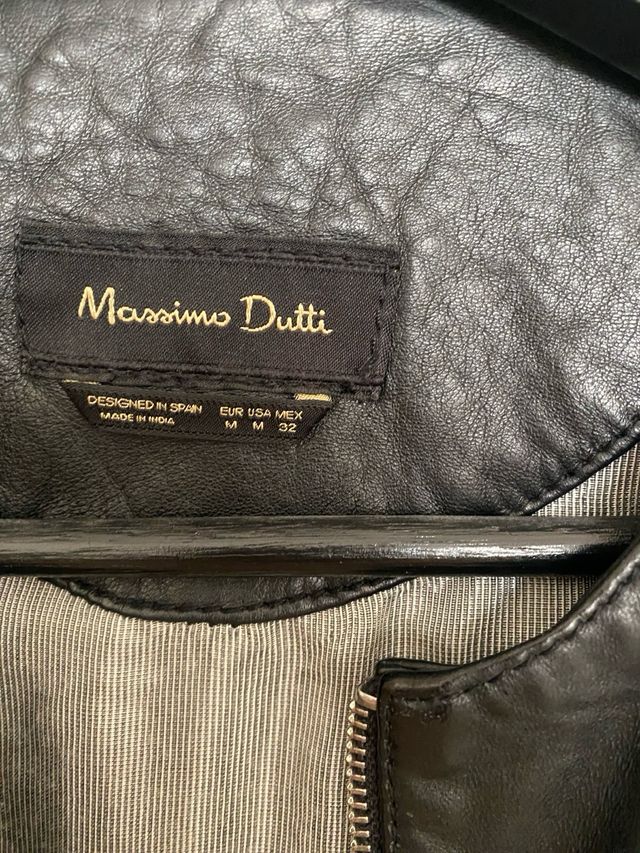 Massimo Dutti
DESIGNED IN SPAIN EUR USA MEX
MADE IN INDIA M M 32